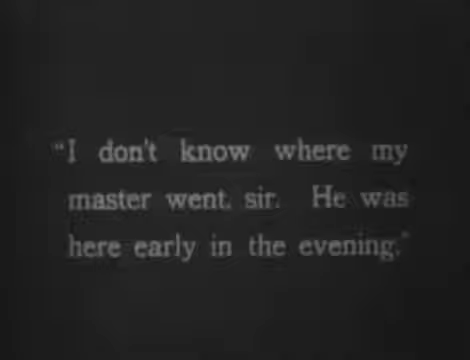 "I don't know where my
master went, sir. He was
here early in the evening."